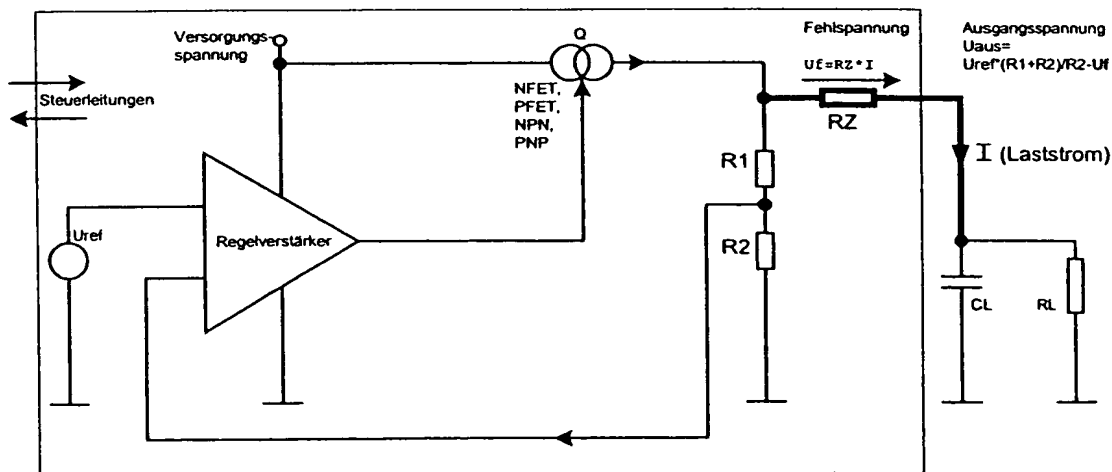 Versorgungs-
spannung
Q
Fehlspannung
Ausgangsspannung
Uaus=
Uref*(R1+R2)/R2-Uf
Uf=RZ*I
Steuerleitungen
NFET,
PFET,
NPN,
PNP
RZ
R1
I (Laststrom)
Uref
Regelverstärker
R2
CL
RL